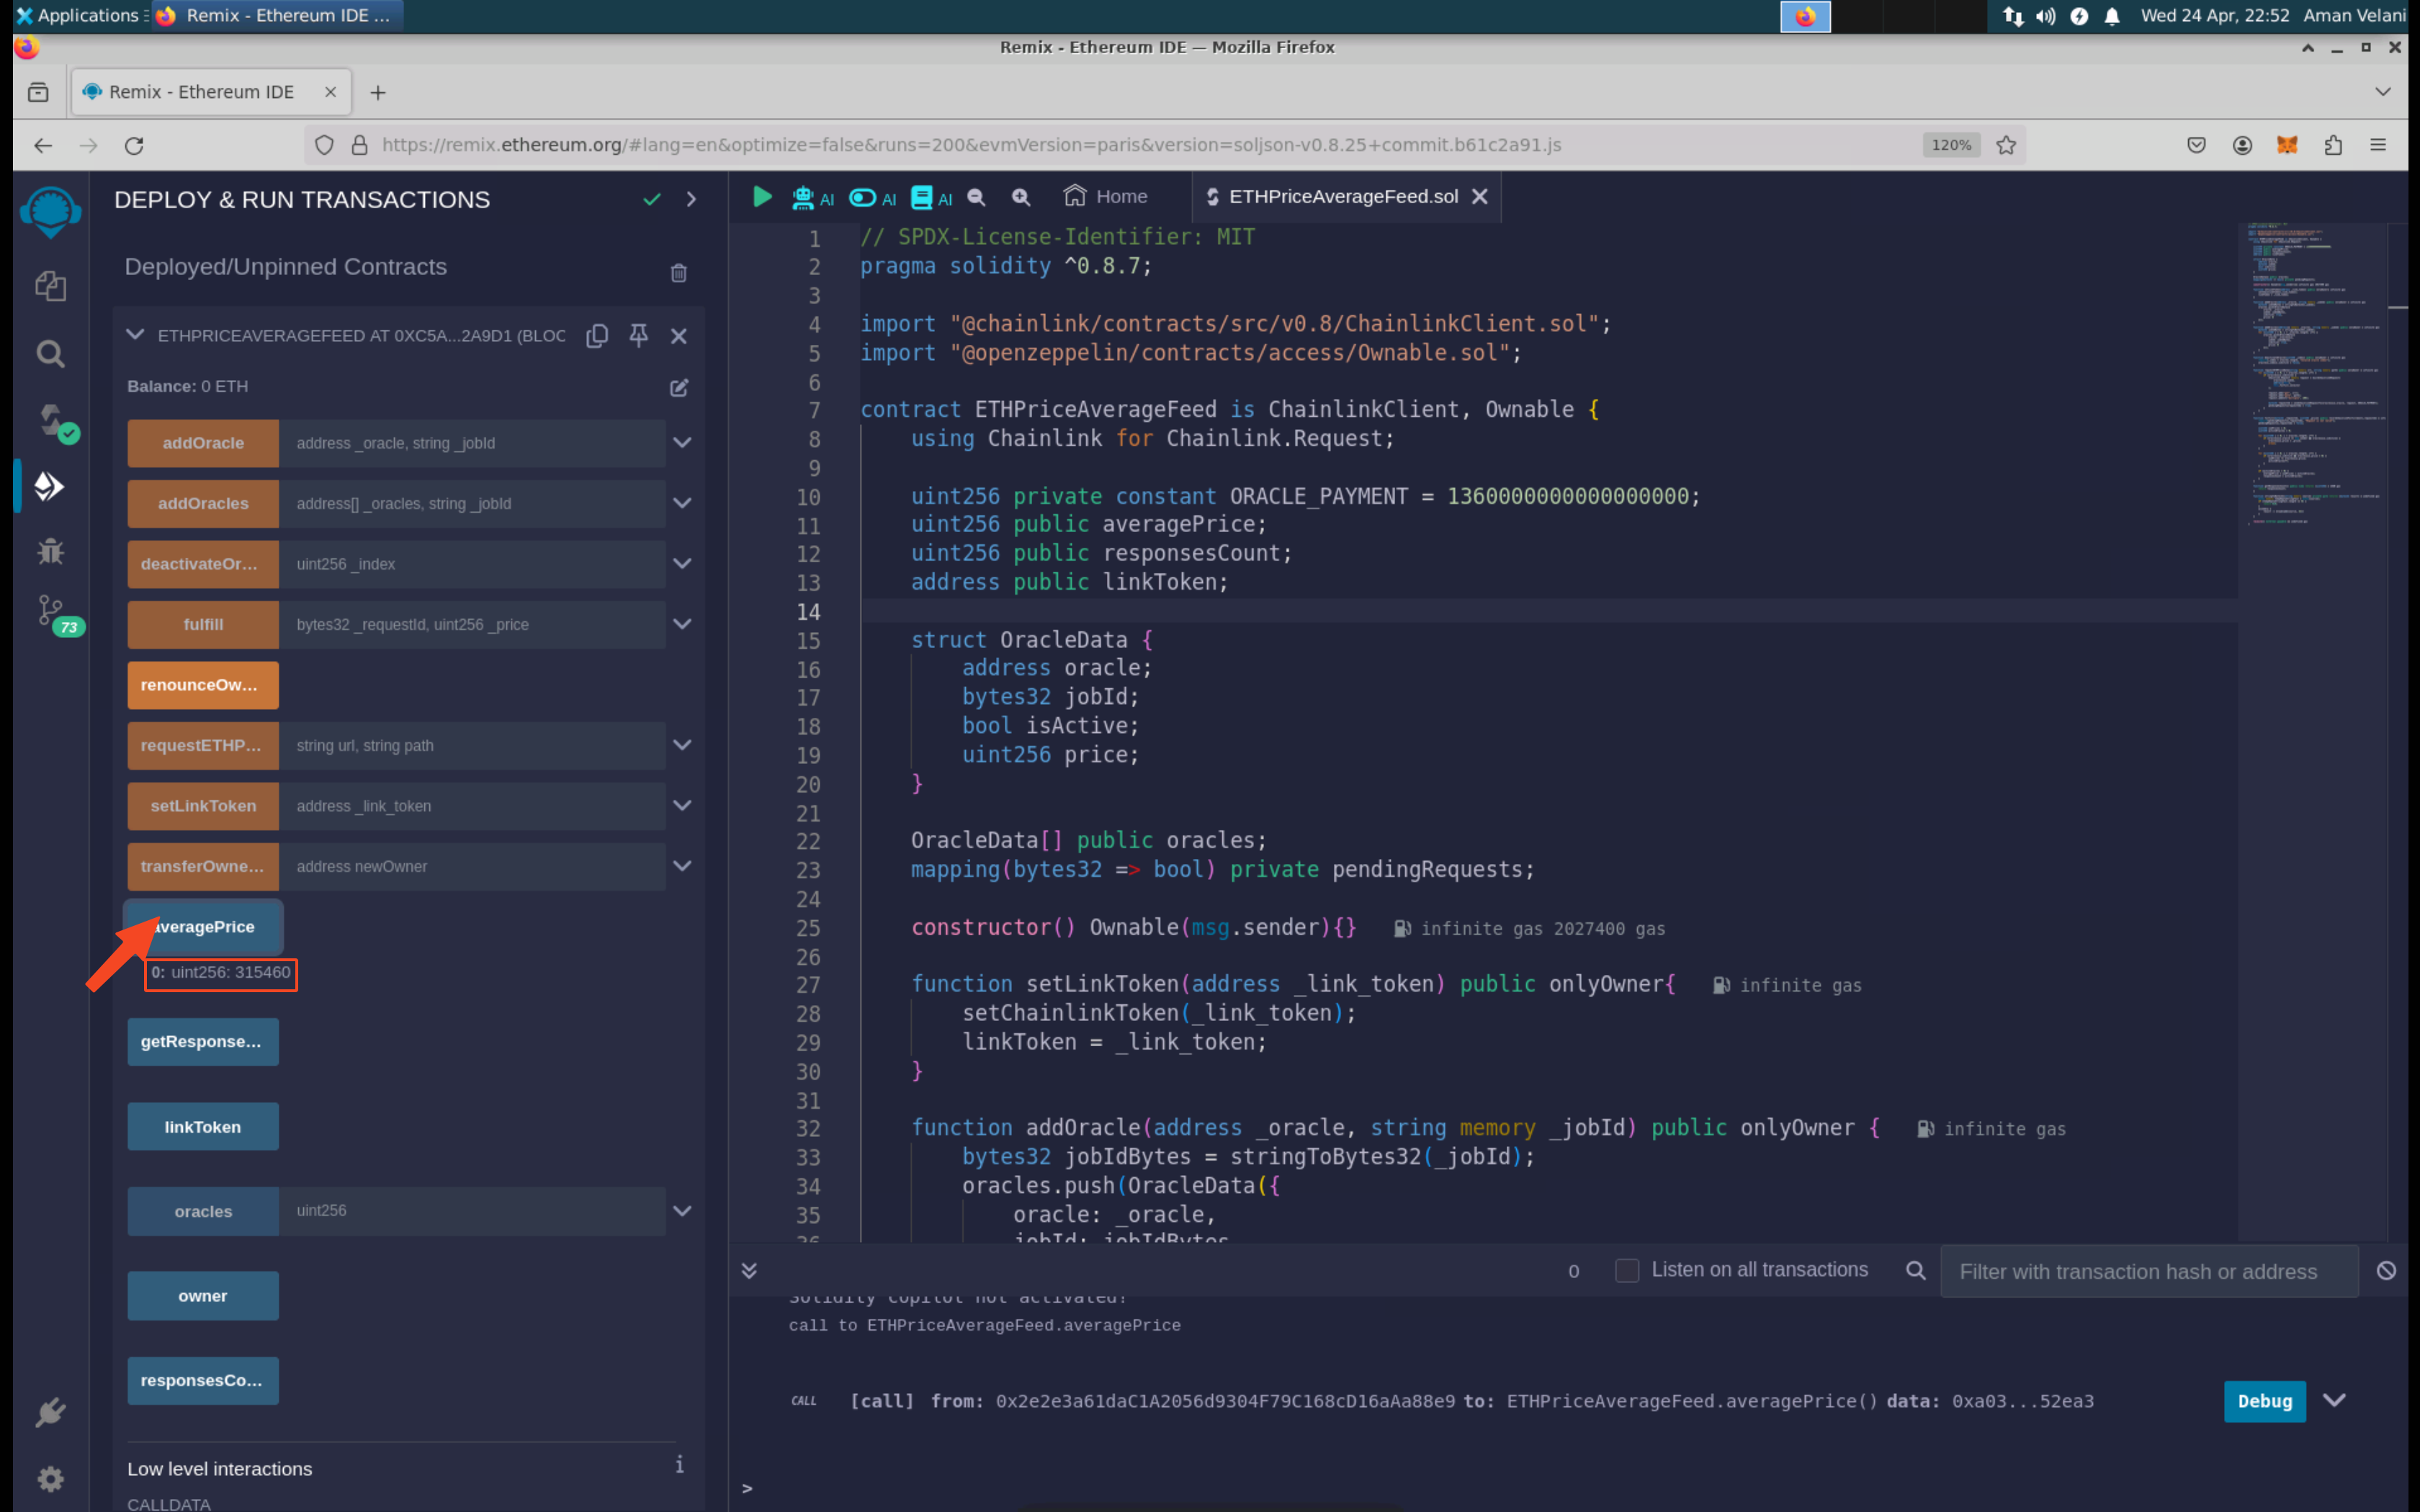 Applications
Remix - Ethereum IDE ...
Wed 24 Apr, 22:52
Aman Velani
Remix - Ethereum IDE — Mozilla Firefox
Remix - Ethereum IDE
https://remix.ethereum.org/#lang=en&optimize=false&runs=200&evmVersion=paris&version=soljson-v0.8.25+commit.b61c2a91.js
120%
DEPLOY & RUN TRANSACTIONS
Deployed/Unpinned Contracts
ETHPRICEAVERAGEFEED AT 0XC5A...2A9D1 (BLOC
Balance: 0 ETH
addOracle address _oracle, string _jobId
addOracles address[] _oracles, string _jobId
deactivateOr... uint256 _index
fulfill bytes32 _requestId, uint256 _price
renounceOw...
requestETHP... string url, string path
setLinkToken address _link_token
transferOwne... address newOwner
averagePrice
0: uint256: 315460
getResponse...
linkToken
oracles uint256
owner
responsesCo...
Low level interactions
i
CALLDATA
73
AI AI AI Home ETHPriceAverageFeed.sol
1 // SPDX-License-Identifier: MIT
2 pragma solidity ^0.8.7;
3
4 import "@chainlink/contracts/src/v0.8/ChainlinkClient.sol";
5 import "@openzeppelin/contracts/access/Ownable.sol";
6
7 contract ETHPriceAverageFeed is ChainlinkClient, Ownable {
8 using Chainlink for Chainlink.Request;
9
10 uint256 private constant ORACLE_PAYMENT = 1360000000000000000;
11 uint256 public averagePrice;
12 uint256 public responsesCount;
13 address public linkToken;
14
15 struct OracleData {
16 address oracle;
17 bytes32 jobId;
18 bool isActive;
19 uint256 price;
20 }
21
22 OracleData[] public oracles;
23 mapping(bytes32 => bool) private pendingRequests;
24
25 constructor() Ownable(msg.sender){} infinite gas 2027400 gas
26
27 function setLinkToken(address _link_token) public onlyOwner{ infinite gas
28 setChainlinkToken(_link_token);
29 linkToken = _link_token;
30 }
31
32 function addOracle(address _oracle, string memory _jobId) public onlyOwner { infinite gas
33 bytes32 jobIdBytes = stringToBytes32(_jobId);
34 oracles.push(OracleData({
35 oracle: _oracle,
36 jobId: jobIdBytes
0 Listen on all transactions Filter with transaction hash or address
Solidity copilot not activated!
call to ETHPriceAverageFeed.averagePrice
CALL [call] from: 0x2e2e3a61daC1A2056d9304F79C168cD16aAa88e9 to: ETHPriceAverageFeed.averagePrice() data: 0xa03...52ea3
Debug
>